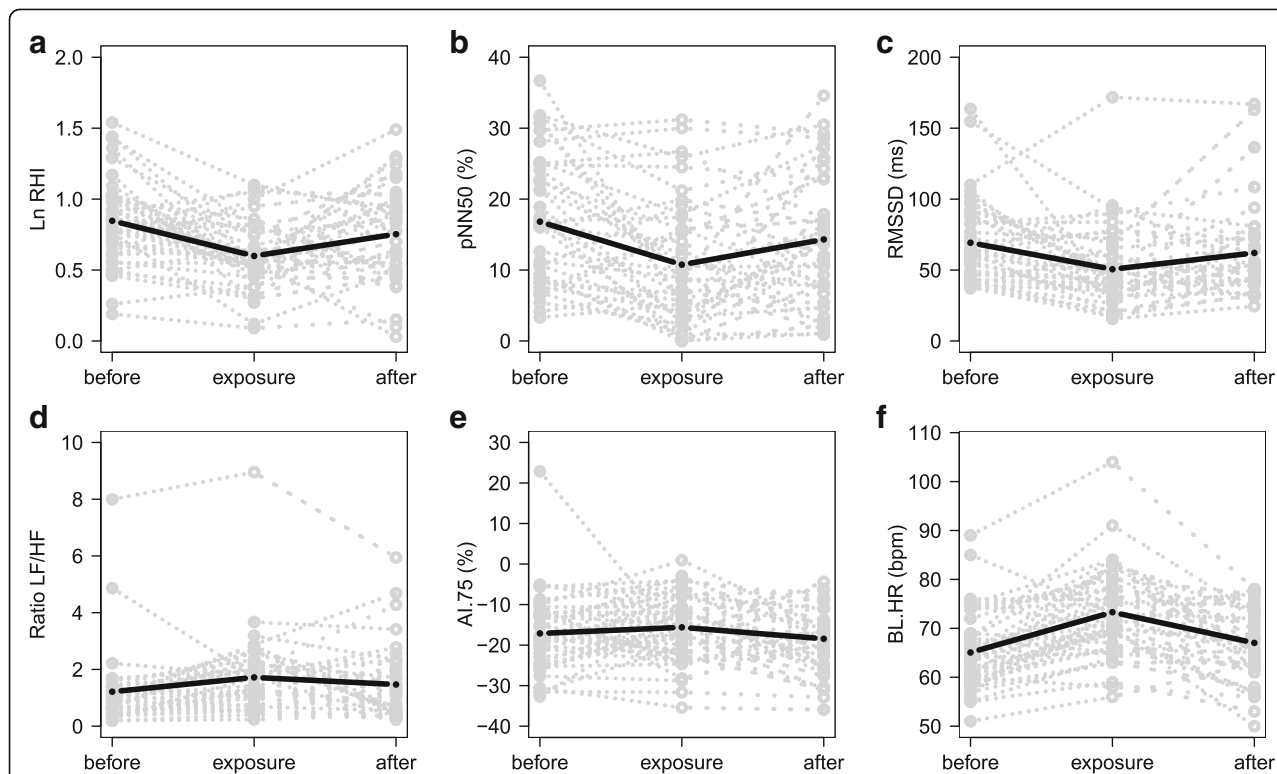 a
b
c
2.0
1.5
1.0
0.5
0.0
Ln RHI
before exposure after
40
30
20
10
0
pNN50 (%)
before exposure after
200
150
100
50
0
RMSSD (ms)
before exposure after
d
e
f
10
8
6
4
2
0
Ratio LF/HF
before exposure after
30
20
10
0
−10
−20
−30
−40
AI.75 (%)
before exposure after
110
100
90
80
70
60
50
BL.HR (bpm)
before exposure after